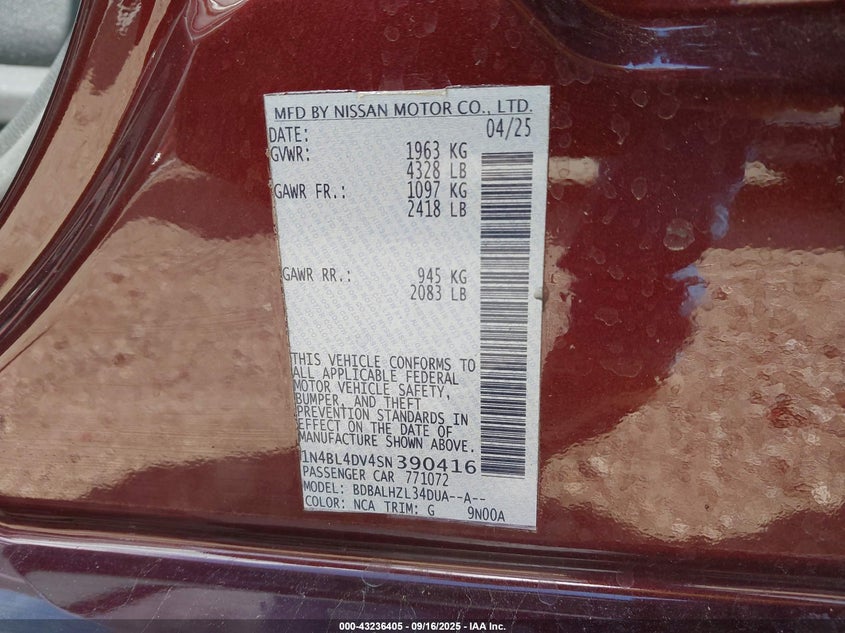 MFD BY NISSAN MOTOR CO., LTD.
DATE: 04/25
GVWR: 1963 KG
4328 LB
GAWR FR.: 1097 KG
2418 LB
GAWR RR.: 945 KG
2083 LB
THIS VEHICLE CONFORMS TO
ALL APPLICABLE FEDERAL
MOTOR VEHICLE SAFETY,
BUMPER, AND THEFT
PREVENTION STANDARDS IN
EFFECT ON THE DATE OF
MANUFACTURE SHOWN ABOVE.
1N4BL4DV4SN390416
PASSENGER CAR 771072
MODEL: BDBALHZL34DUA--A--
COLOR: NCA TRIM: G 9N00A
000-43236405 - 09/16/2025 - IAA Inc.